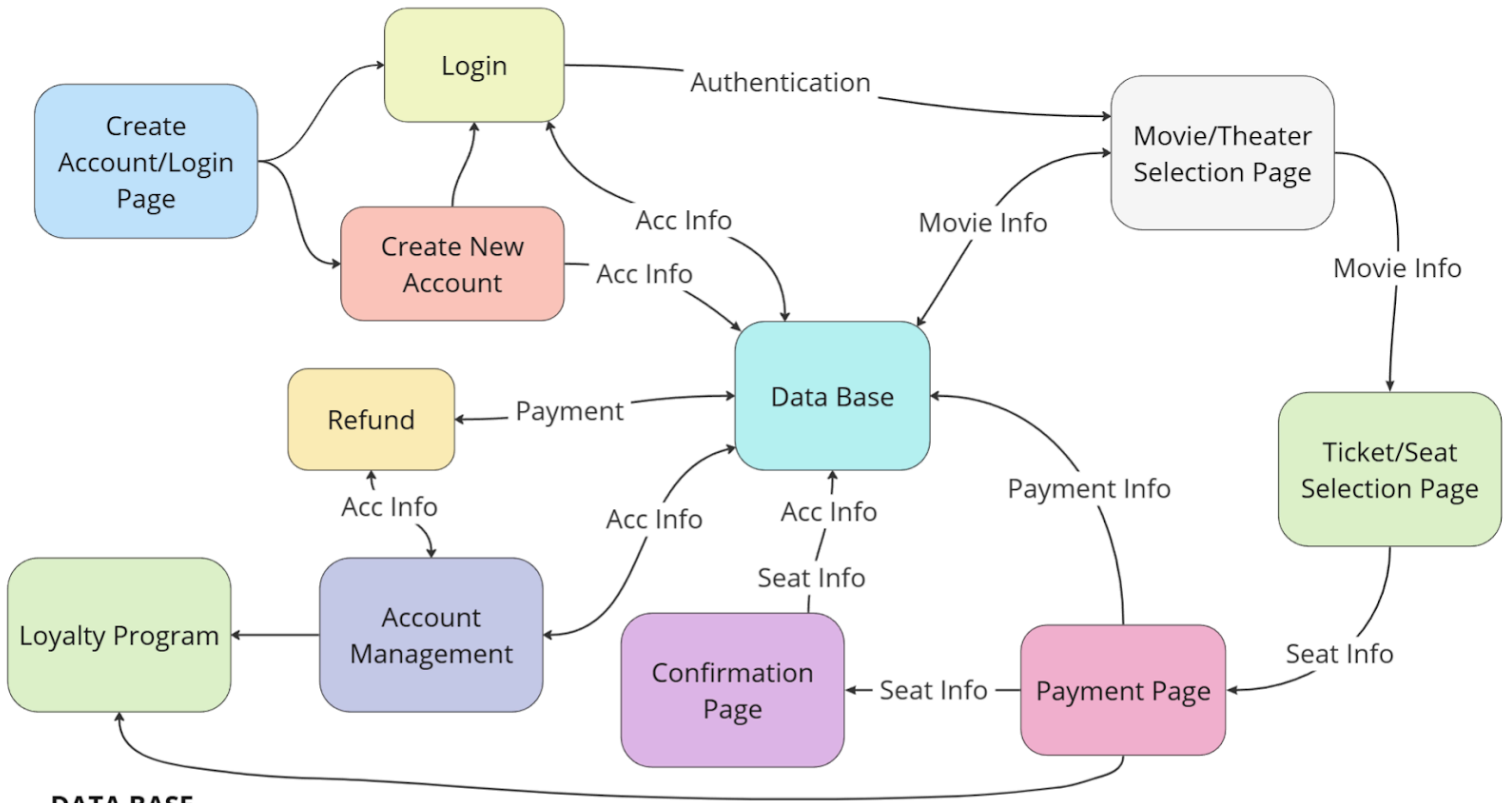 Login
Authentication
Create
Account/Login
Page
Movie/Theater
Selection Page
Create New
Account
Acc Info
Acc Info
Movie Info
Movie Info
Refund
Payment
Data Base
Ticket/Seat
Selection Page
Payment Info
Acc Info
Acc Info
Acc Info
Seat Info
Loyalty Program
Account
Management
Confirmation
Page
Seat Info
Payment Page
Seat Info
DATA BASE